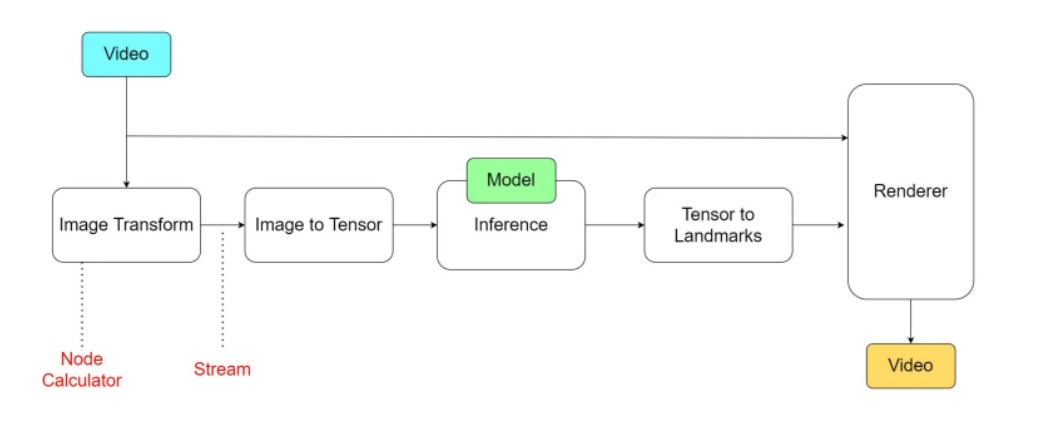 Video
Model
Renderer
Image Transform
Image to Tensor
Inference
Tensor to
Landmarks
Node
Calculator
Stream
Video